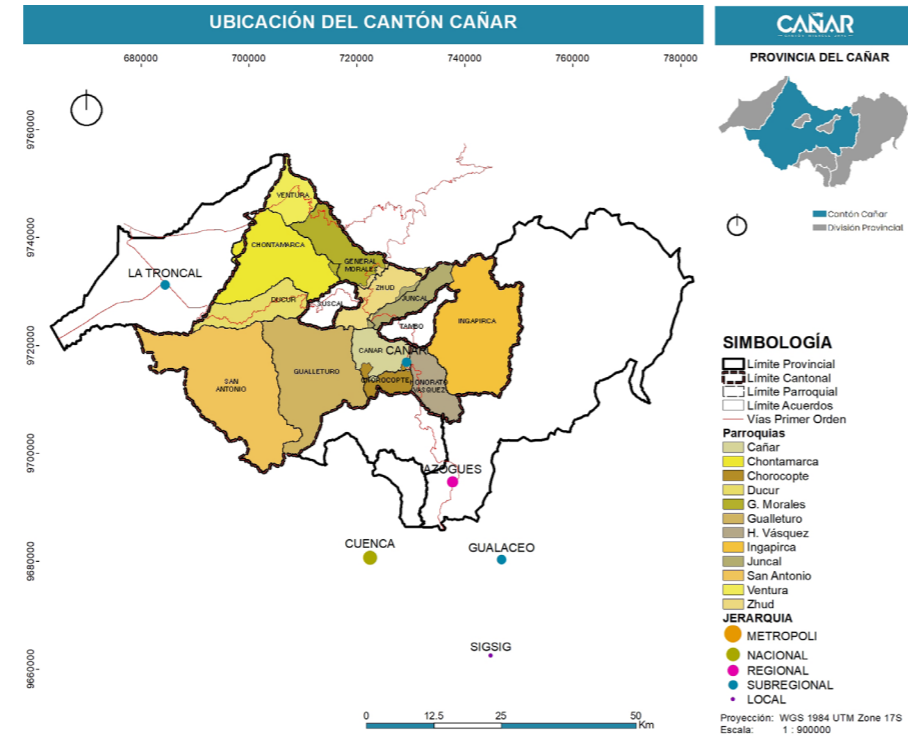 UBICACIÓN DEL CANTÓN CAÑAR
680000 700000 720000 740000 760000 780000
9760000
9740000
9720000
9700000
9680000
9660000
VENTURA
CHONTAMARCA
GENERAL
MORALES
LA TRONCAL
ZHUD
DUCUR
SUSCAL
JUNCAL
TAMBO
INGAPIRCA
CAÑAR
CAÑAR
SAN
ANTONIO
GUALLETURO
CHOROCOPTE
HONORATO
VASQUEZ
AZOGUES
CUENCA
GUALACEO
SIGSIG
0 12.5 25 50
Km
CAÑAR
PROVINCIA DEL CAÑAR
Cantón Cañar
División Provincial
SIMBOLOGÍA
Límite Provincial
Límite Cantonal
Límite Parroquial
Límite Acuerdos
Vías Primer Orden
Parroquias
Cañar
Chontamarca
Chorocopte
Ducur
G. Morales
Gualleturo
H. Vásquez
Ingapirca
Juncal
San Antonio
Ventura
Zhud
JERARQUIA
METROPOLI
NACIONAL
REGIONAL
SUBREGIONAL
LOCAL
Proyección: WGS 1984 UTM Zone 17S
Escala: 1 : 900000